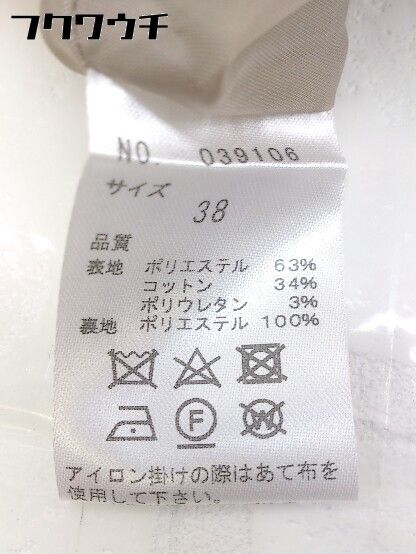 フクワウチ
NO. 039106
サイズ
38
品質
表地 ポリエステル 63%
コットン 34%
ポリウレタン 3%
裏地 ポリエステル 100%
F W
アイロン掛けの際はあて布を
使用して下さい。